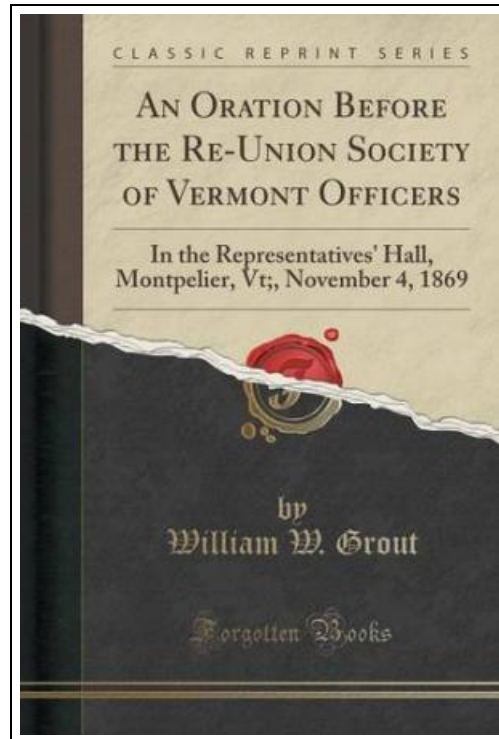 CLASSIC REPRINT SERIES
AN ORATION BEFORE
THE RE-UNION SOCIETY
OF VERMONT OFFICERS
In the Representatives' Hall,
Montpelier, Vt;, November 4, 1869
F
by
William W. Grout
Forgotten Books